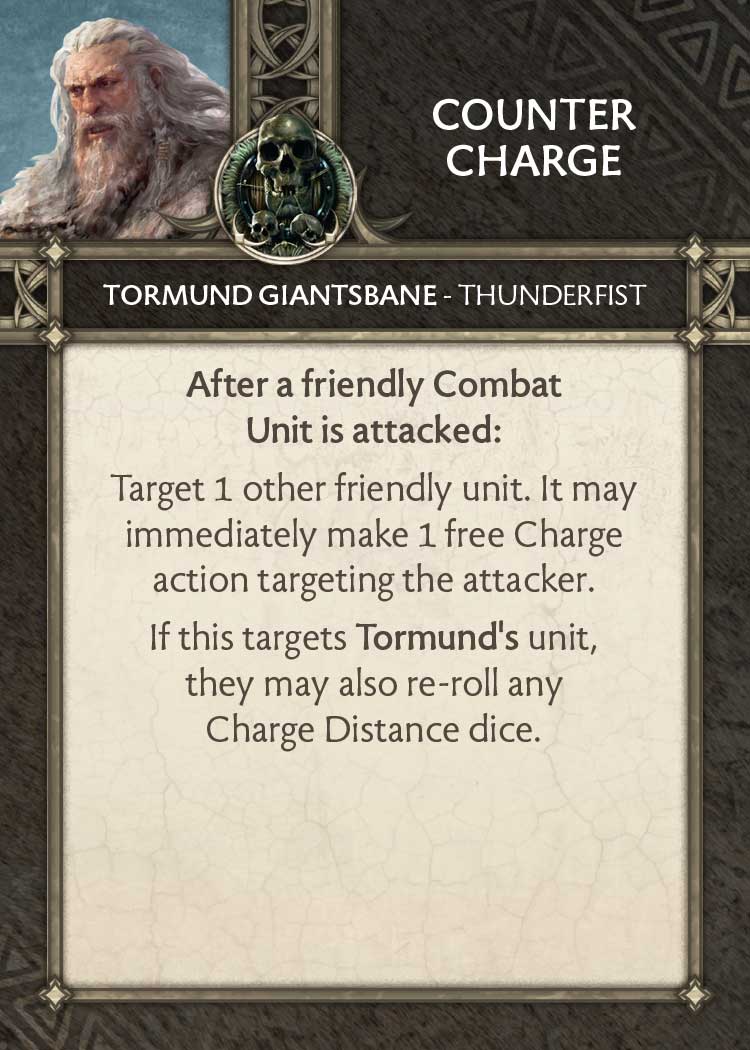 COUNTER
CHARGE
TORMUND GIANTSBANE - THUNDERFIST
After a friendly Combat
Unit is attacked:
Target 1 other friendly unit. It may
immediately make 1 free Charge
action targeting the attacker.
If this targets Tormund's unit,
they may also re-roll any
Charge Distance dice.